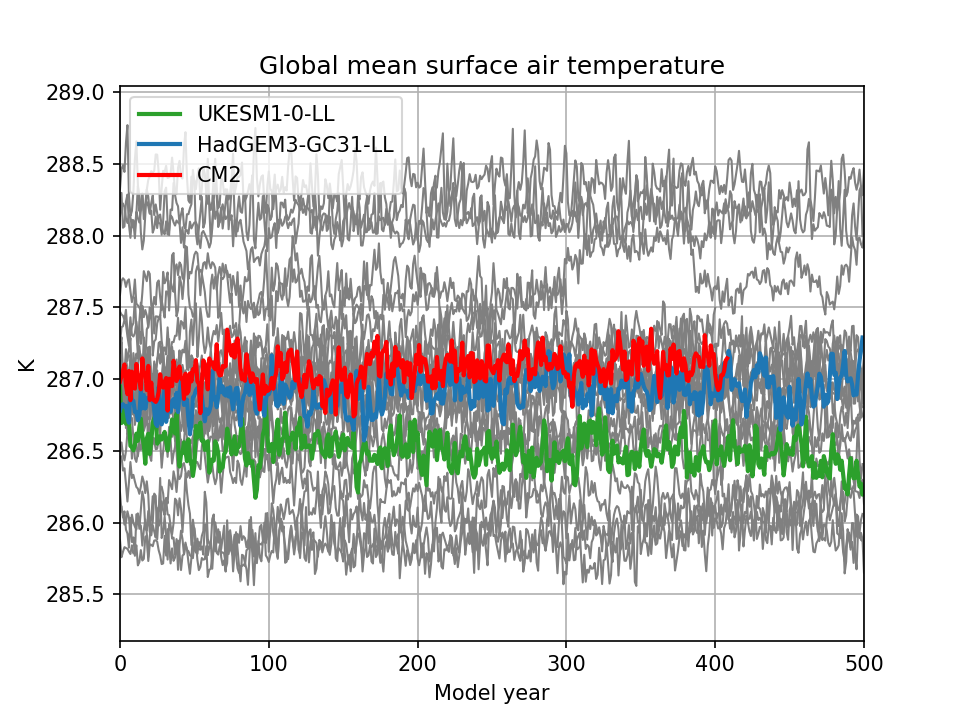 Global mean surface air temperature
UKESM1-0-LL
HadGEM3-GC31-LL
CM2
289.0
288.5
288.0
287.5
287.0
286.5
286.0
285.5
K
0 100 200 300 400 500
Model year